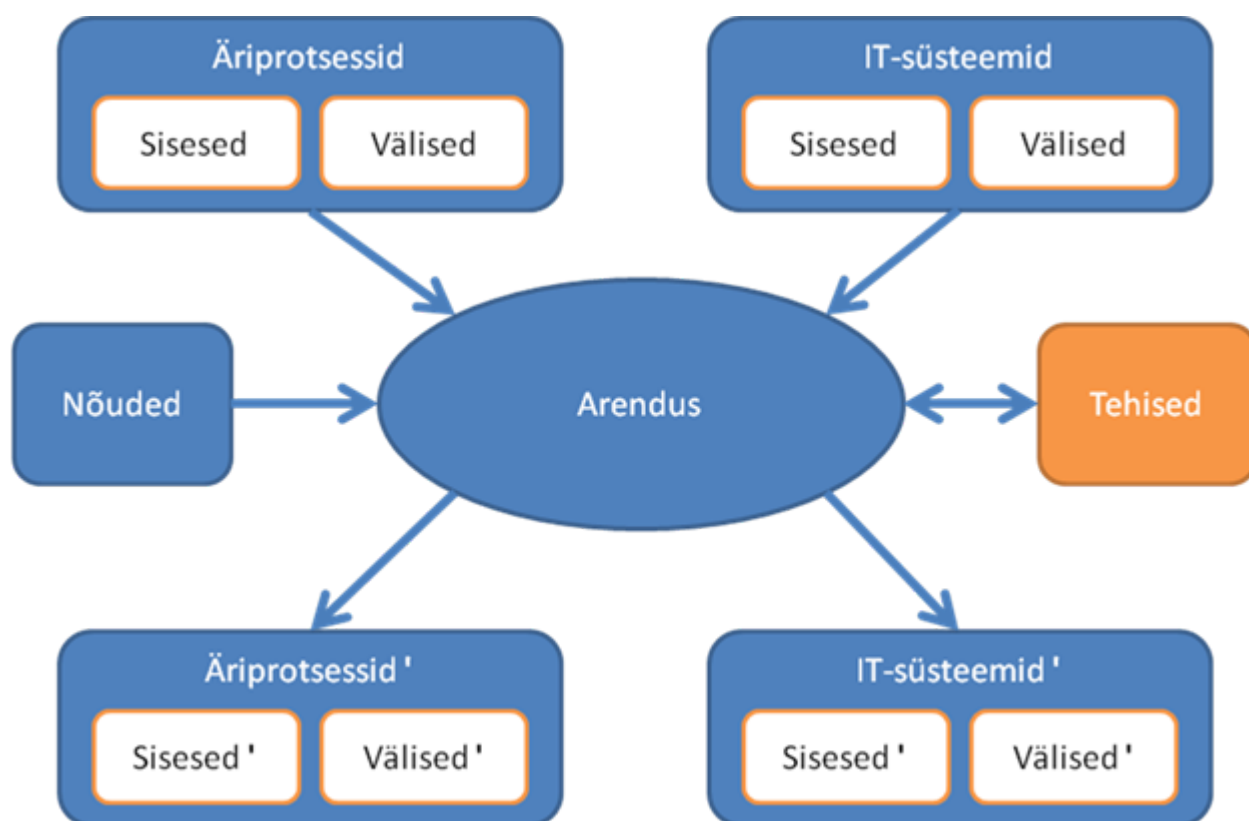 Äriprotsessid
Sisesed
Välised
IT-süsteemid
Sisesed
Välised
Nõuded
Arendus
Tehised
Äriprotsessid '
Sisesed '
Välised '
IT-süsteemid '
Sisesed '
Välised '